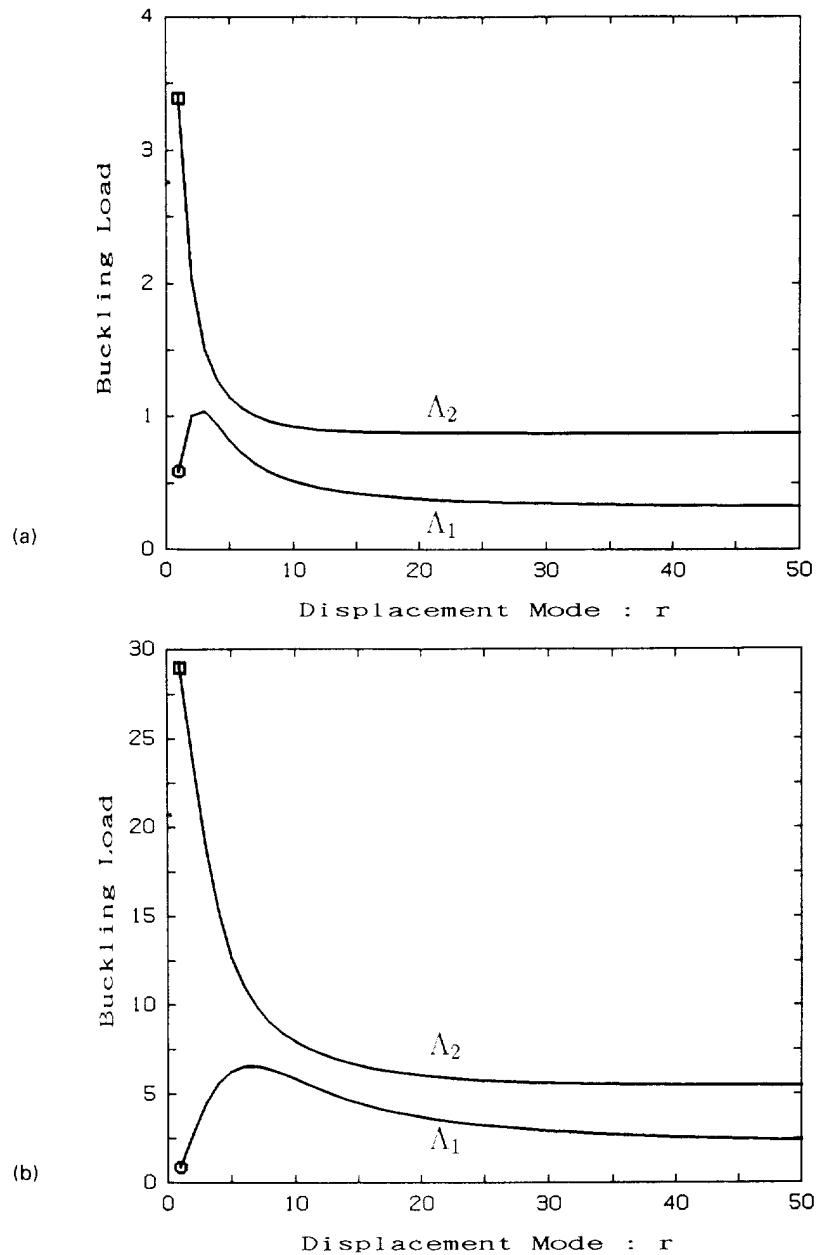 4
3
2
1
0
Buckling Load
Λ2
Λ1
(a)
0 10 20 30 40 50
Displacement Mode : r
30
25
20
15
10
5
0
Buckling Load
Λ2
Λ1
(b)
0 10 20 30 40 50
Displacement Mode : r